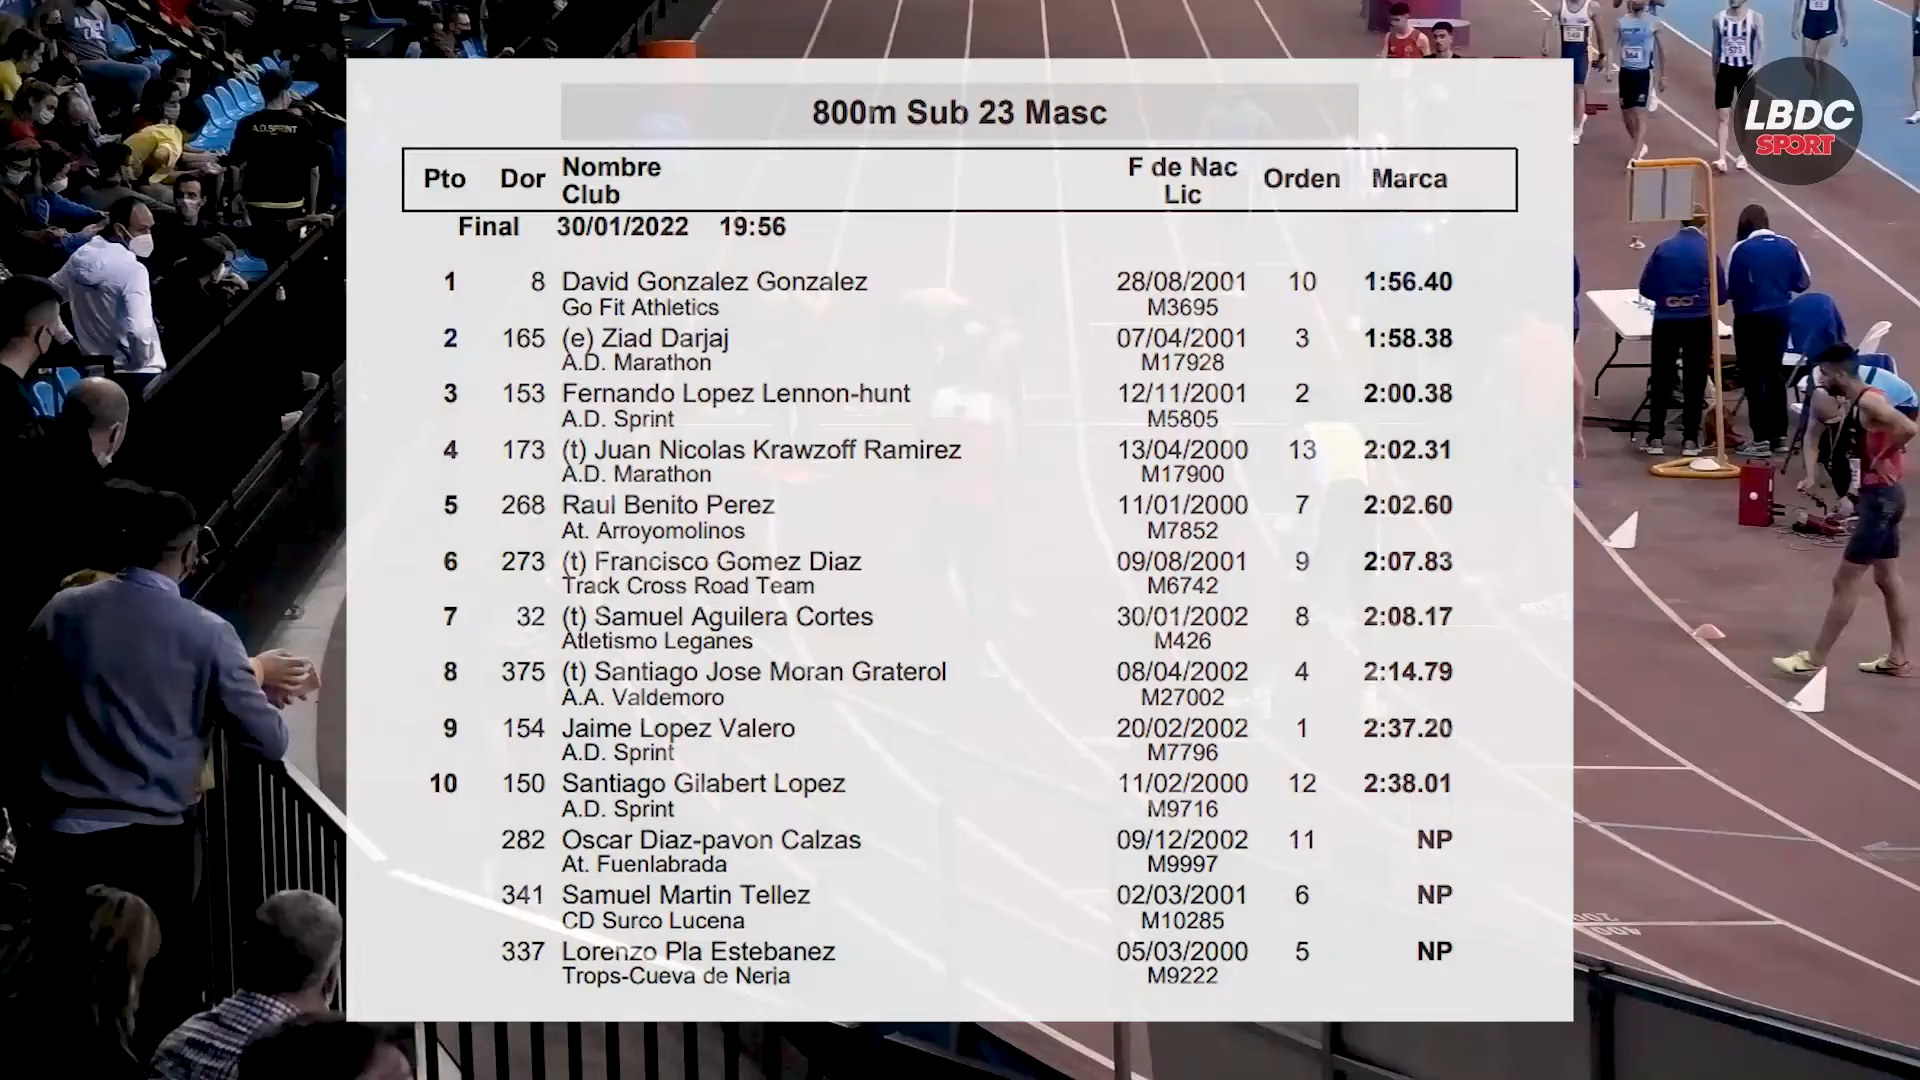 800m Sub 23 Masc
Pto Dor Nombre Club F de Nac Lic Orden Marca
Final 30/01/2022 19:56
1 8 David Gonzalez Gonzalez 28/08/2001 10 1:56.40
Go Fit Athletics M3695
2 165 (e) Ziad Darjaj 07/04/2001 3 1:58.38
A.D. Marathon M17928
3 153 Fernando Lopez Lennon-hunt 12/11/2001 2 2:00.38
A.D. Sprint M5805
4 173 (t) Juan Nicolas Krawzoff Ramirez 13/04/2000 13 2:02.31
A.D. Marathon M17900
5 268 Raul Benito Perez 11/01/2000 7 2:02.60
At. Arroyomolinos M7852
6 273 (t) Francisco Gomez Diaz 09/08/2001 9 2:07.83
Track Cross Road Team M6742
7 32 (t) Samuel Aguilera Cortes 30/01/2002 8 2:08.17
Atletismo Leganes M426
8 375 (t) Santiago Jose Moran Graterol 08/04/2002 4 2:14.79
A.A. Valdemoro M27002
9 154 Jaime Lopez Valero 20/02/2002 1 2:37.20
A.D. Sprint M7796
10 150 Santiago Gilabert Lopez 11/02/2000 12 2:38.01
A.D. Sprint M9716
282 Oscar Diaz-pavon Calzas 09/12/2002 11 NP
At. Fuenlabrada M9997
341 Samuel Martin Tellez 02/03/2001 6 NP
CD Surco Lucena M10285
337 Lorenzo Pla Estebanez 05/03/2000 5 NP
Trops-Cueva de Nerja M9222
LBDC
SPORT
A.D.SPRINT
GO